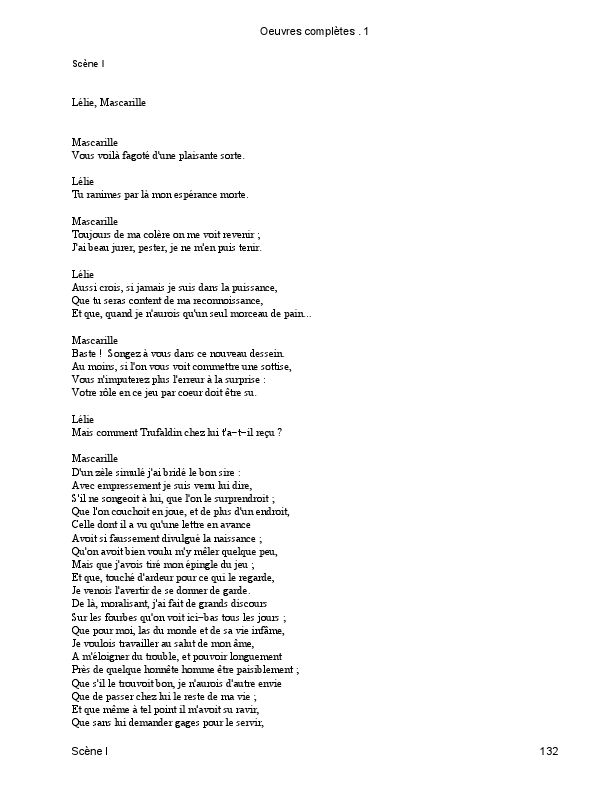 Oeuvres complètes . 1
Scène I
Lélie, Mascarille
Mascarille
Vous voilà fagoté d'une plaisante sorte.
Lélie
Tu ranimes par là mon espérance morte.
Mascarille
Toujours de ma colère on me voit revenir ;
J'ai beau jurer, pester, je ne m'en puis tenir.
Lélie
Aussi crois, si jamais je suis dans la puissance,
Que tu seras content de ma reconnoissance,
Et que, quand je n'aurois qu'un seul morceau de pain...
Mascarille
Baste !  Songez à vous dans ce nouveau dessein.
Au moins, si l'on vous voit commettre une sottise,
Vous n'imputerez plus l'erreur à la surprise :
Votre rôle en ce jeu par coeur doit être su.
Lélie
Mais comment Trufaldin chez lui t'a-t-il reçu ?
Mascarille
D'un zèle simulé j'ai bridé le bon sire :
Avec empressement je suis venu lui dire,
S'il ne songeoit à lui, que l'on le surprendroit ;
Que l'on couchoit en joue, et de plus d'un endroit,
Celle dont il a vu qu'une lettre en avance
Avoit si faussement divulgué la naissance ;
Qu'on avoit bien voulu m'y mêler quelque peu,
Mais que j'avois tiré mon épingle du jeu ;
Et que, touché d'ardeur pour ce qui le regarde,
Je venois l'avertir de se donner de garde.
De là, moralisant, j'ai fait de grands discours
Sur les fourbes qu'on voit ici-bas tous les jours ;
Que pour moi, las du monde et de sa vie infâme,
Je voulois travailler au salut de mon âme,
A m'éloigner du trouble, et pouvoir longuement
Près de quelque honnête homme être paisiblement ;
Que s'il le trouvoit bon, je n'aurois d'autre envie
Que de passer chez lui le reste de ma vie ;
Et que même à tel point il m'avoit su ravir,
Que sans lui demander gages pour le servir,
Scène I
132